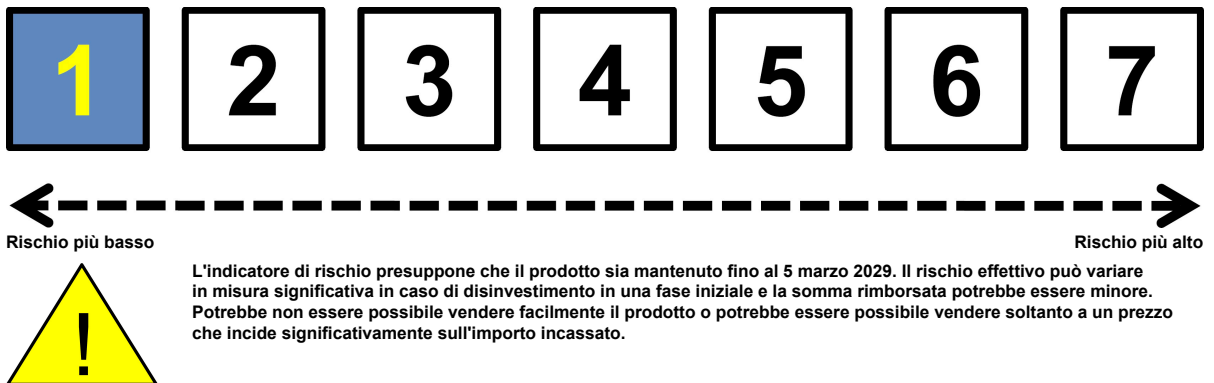 1 2 3 4 5 6 7
Rischio più basso Rischio più alto
L'indicatore di rischio presuppone che il prodotto sia mantenuto fino al 5 marzo 2029. Il rischio effettivo può variare
in misura significativa in caso di disinvestimento in una fase iniziale e la somma rimborsata potrebbe essere minore.
Potrebbe non essere possibile vendere facilmente il prodotto o potrebbe essere possibile vendere soltanto a un prezzo
che incide significativamente sull'importo incassato.
!